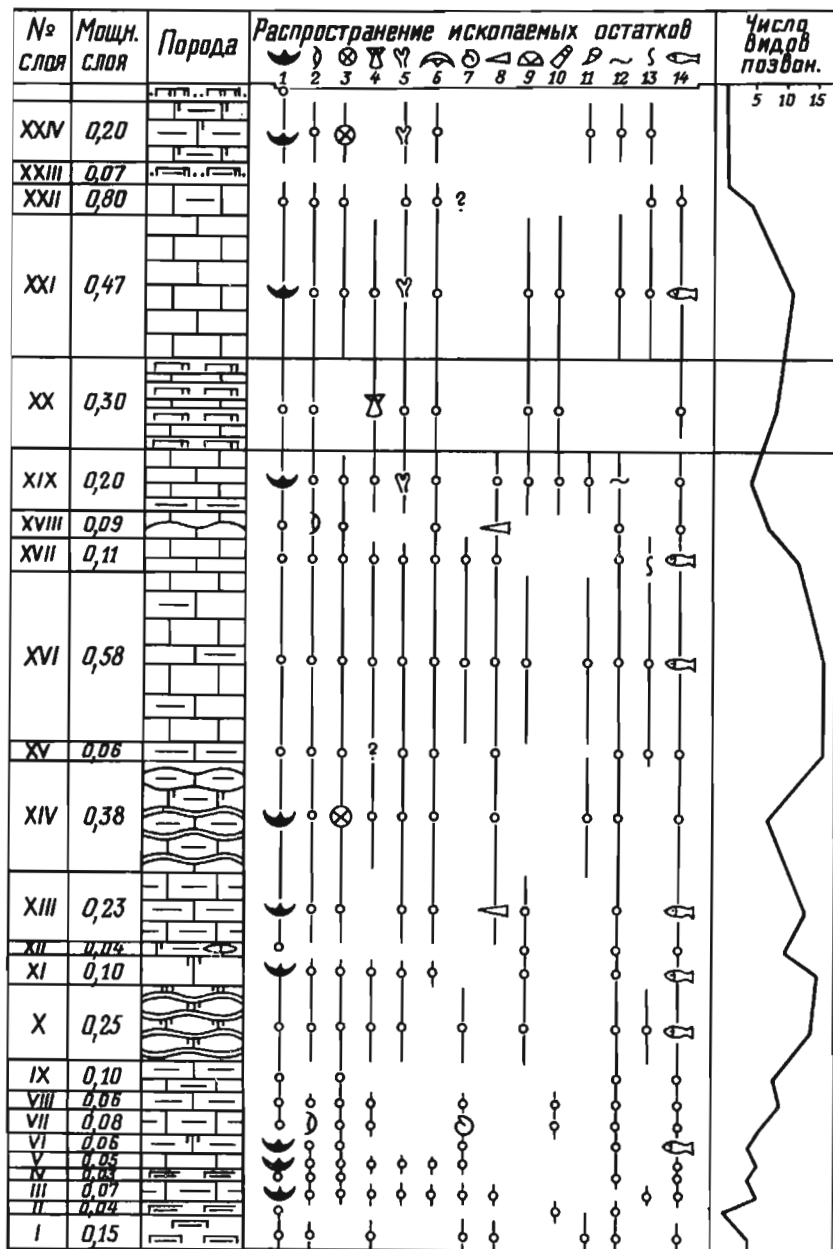 № слоя
Мощн. слоя
Порода
Распространение ископаемых остатков
1 2 3 4 5 6 7 8 9 10 11 12 13 14
Числа видов позвон.
5 10 15
XXIV 0,20
XXIII 0,07
XXII 0,80 ?
XXI 0,47
XX 0,30
XIX 0,20
XVIII 0,09
XVII 0,11
XVI 0,58
XV 0,06 ?
XIV 0,38
XIII 0,23
XII 0,04
XI 0,10
X 0,25
IX 0,10
VIII 0,06
VII 0,08
VI 0,06
V 0,05
IV 0,03
III 0,07
II 0,04
I 0,15